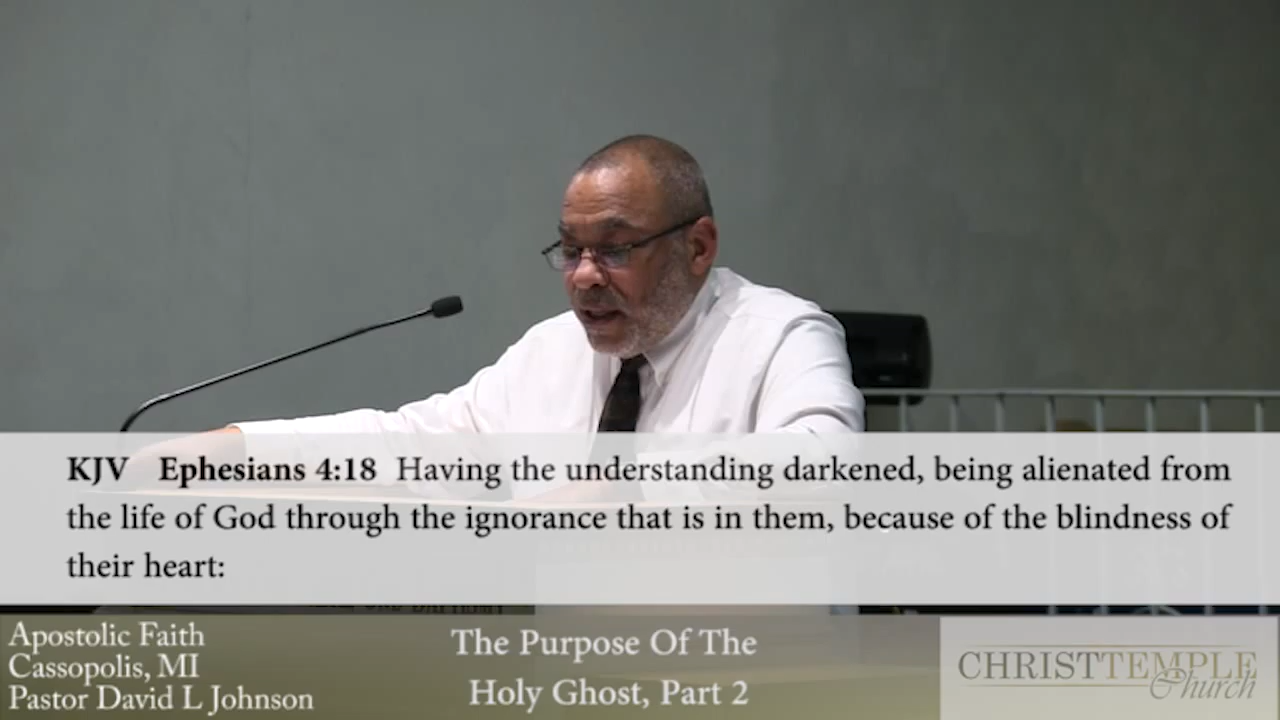 KJV Ephesians 4:18 Having the understanding darkened, being alienated from
the life of God through the ignorance that is in them, because of the blindness of
their heart:
Apostolic Faith
Cassopolis, MI
Pastor David L Johnson
The Purpose Of The
Holy Ghost, Part 2
CHRISTTEMPLE
Church